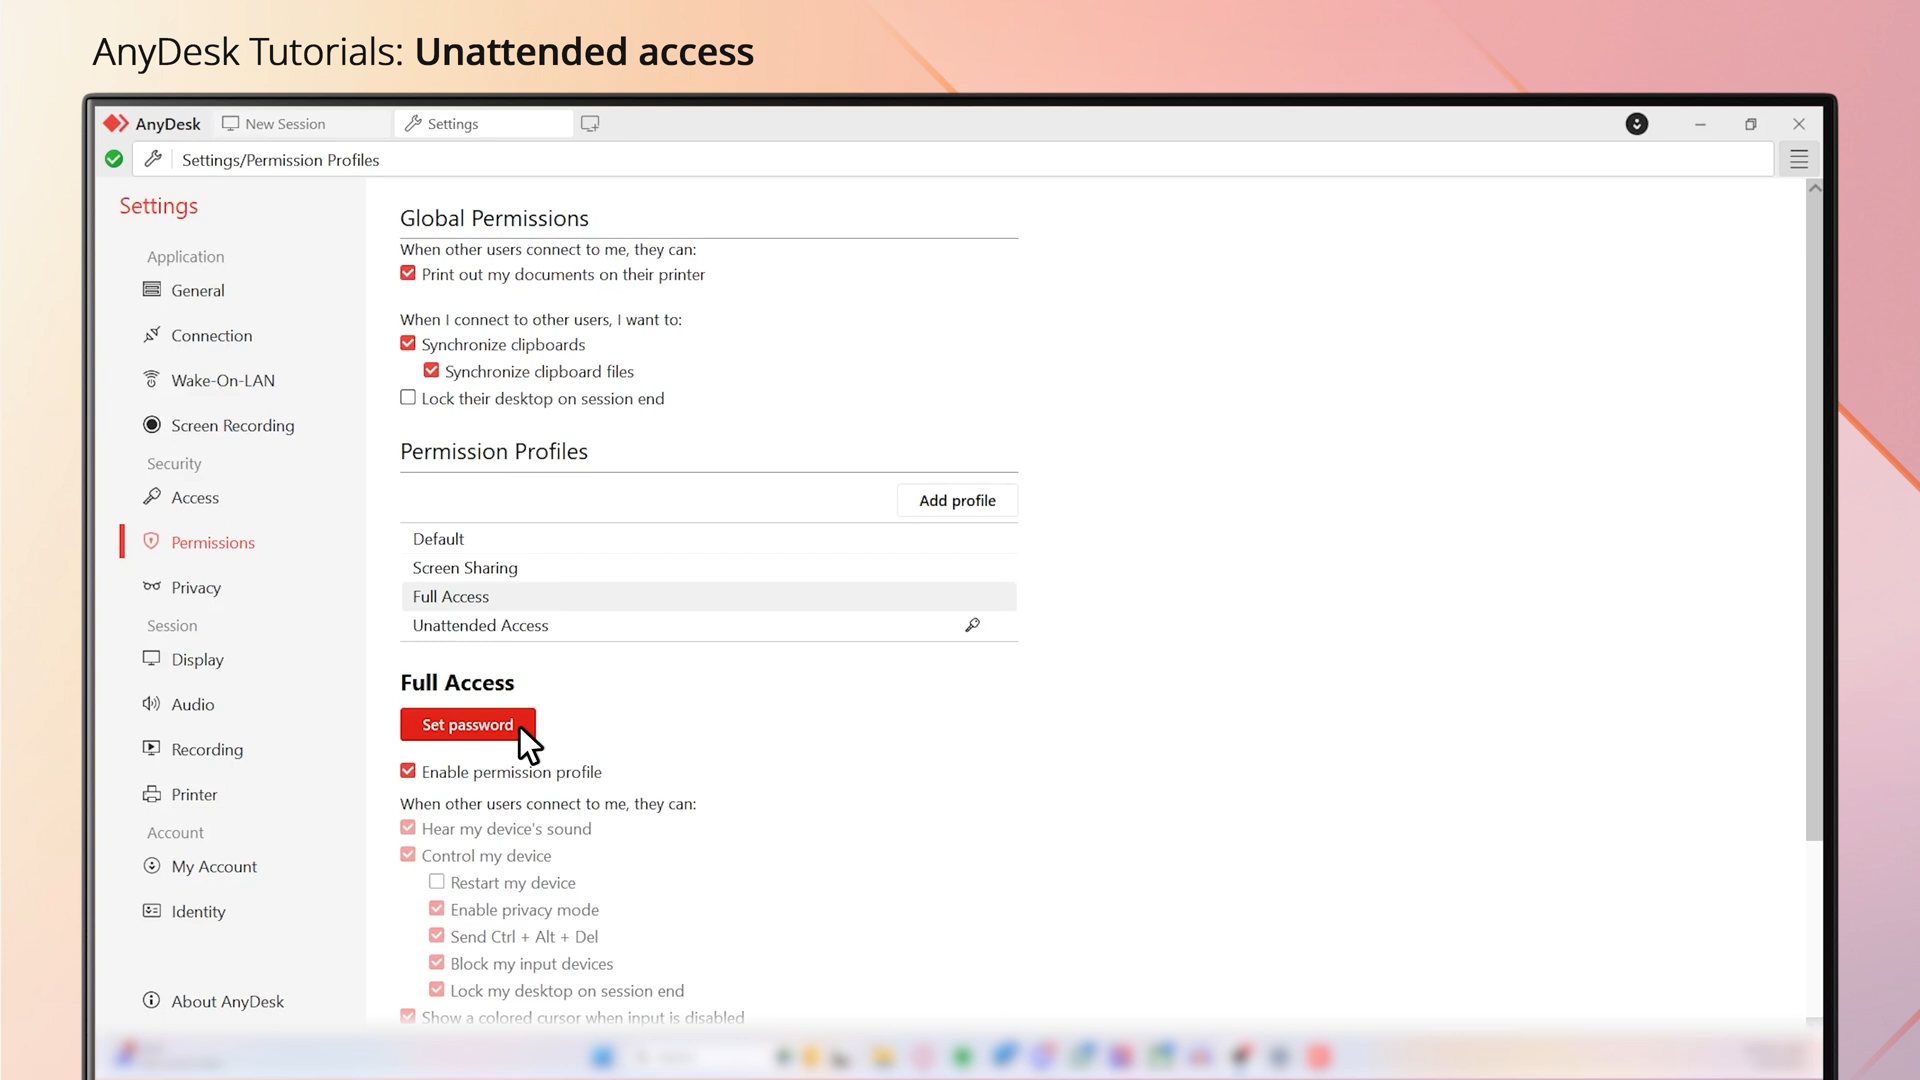 AnyDesk Tutorials: Unattended access
AnyDesk
New Session
Settings
Settings/Permission Profiles
Settings
Application
General
Connection
Wake-On-LAN
Screen Recording
Security
Access
Permissions
Privacy
Session
Display
Audio
Recording
Printer
Account
My Account
Identity
About AnyDesk
Global Permissions
When other users connect to me, they can:
Print out my documents on their printer
When I connect to other users, I want to:
Synchronize clipboards
Synchronize clipboard files
Lock their desktop on session end
Permission Profiles
Add profile
Default
Screen Sharing
Full Access
Unattended Access
Full Access
Set password
Enable permission profile
When other users connect to me, they can:
Hear my device's sound
Control my device
Restart my device
Enable privacy mode
Send Ctrl + Alt + Del
Block my input devices
Lock my desktop on session end
Show a colored cursor when input is disabled